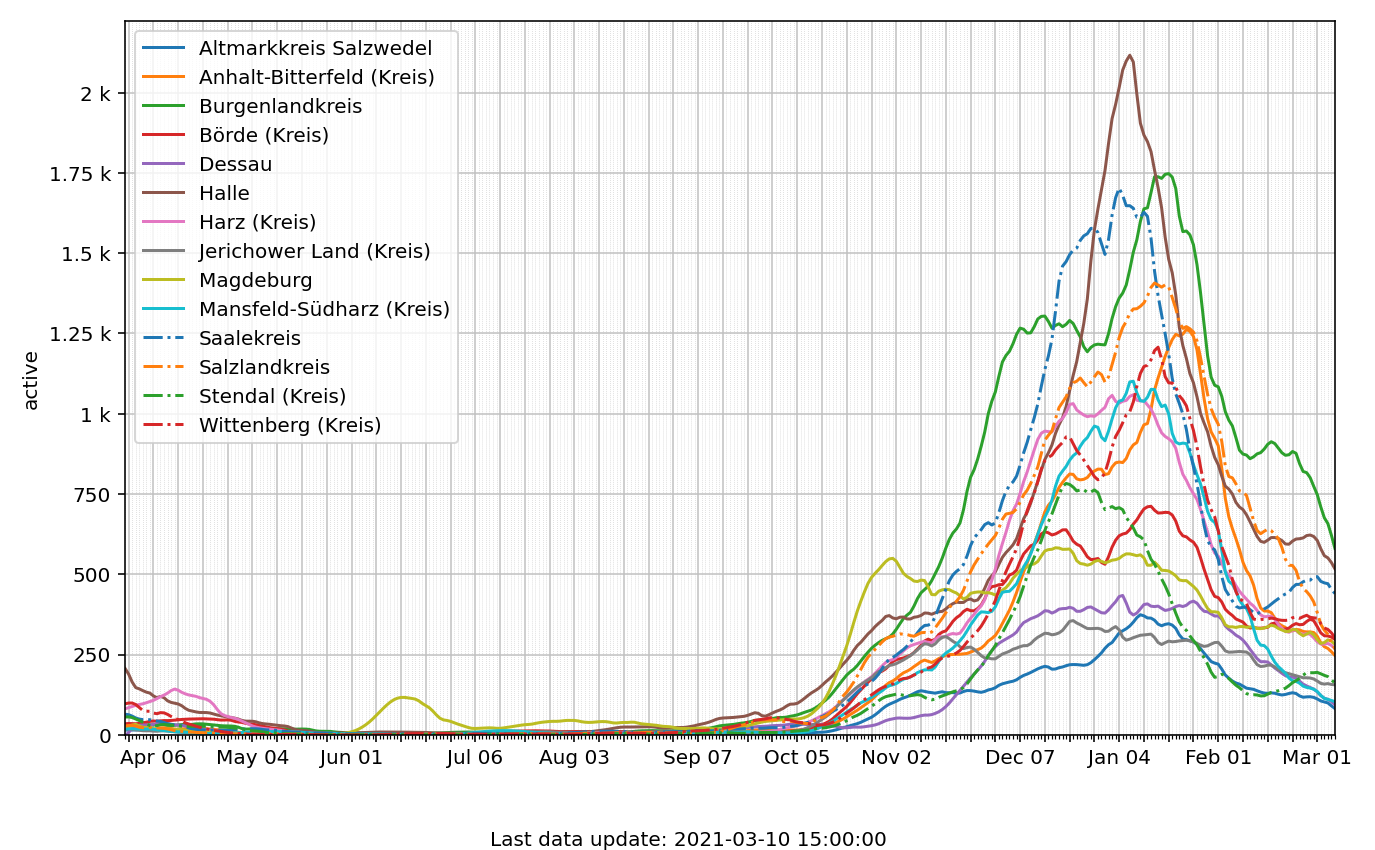 Altmarkkreis Salzwedel
Anhalt-Bitterfeld (Kreis)
Burgenlandkreis
Börde (Kreis)
Dessau
Halle
Harz (Kreis)
Jerichower Land (Kreis)
Magdeburg
Mansfeld-Südharz (Kreis)
Saalekreis
Salzlandkreis
Stendal (Kreis)
Wittenberg (Kreis)
active
2 k
1.75 k
1.5 k
1.25 k
1 k
750
500
250
0
Apr 06 May 04 Jun 01 Jul 06 Aug 03 Sep 07 Oct 05 Nov 02 Dec 07 Jan 04 Feb 01 Mar 01
Last data update: 2021-03-10 15:00:00